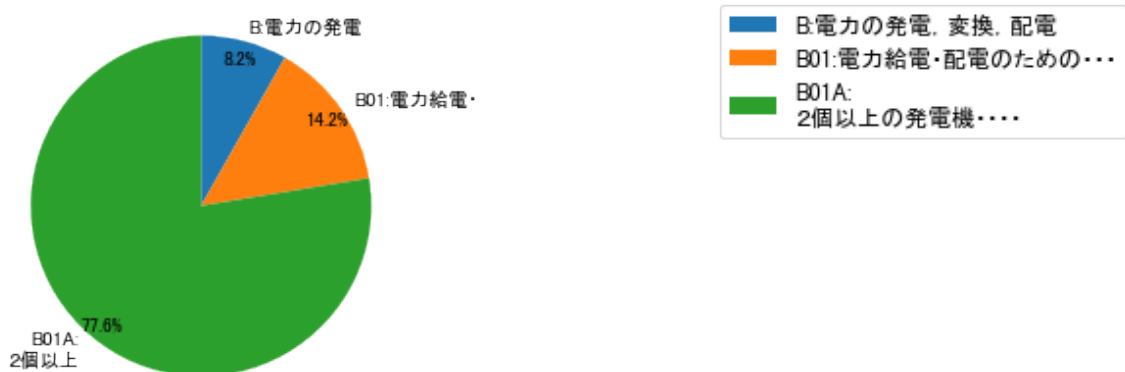 B:電力の発電
8.2%
B01:電力給電・
14.2%
77.6%
B01A:
2個以上
B:電力の発電, 変換, 配電
B01:電力給電・配電のための・・・
B01A:
2個以上の発電機・・・・